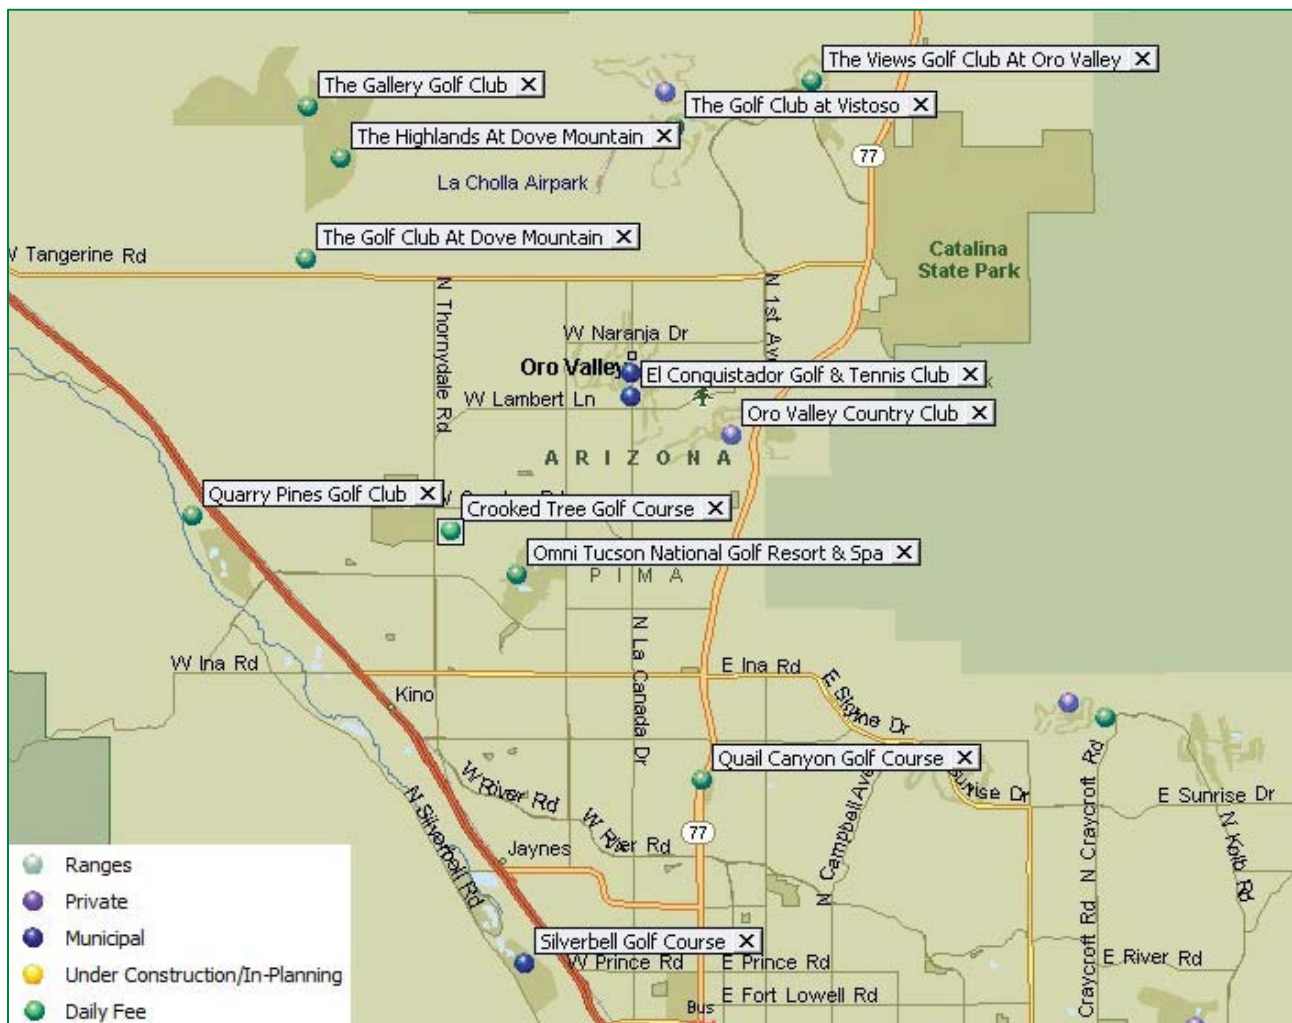 The Views Golf Club At Oro Valley
The Gallery Golf Club
The Golf Club at Vistoso
The Highlands At Dove Mountain
77
La Cholla Airpark
The Golf Club At Dove Mountain
W Tangerine Rd
Catalina
State Park
N Thornydale Rd
N 1st Av
W Naranja Dr
Oro Valley
El Conquistador Golf & Tennis Club
W Lambert Ln
Oro Valley Country Club
ARIZONA
Quarry Pines Golf Club
Crooked Tree Golf Course
Omni Tucson National Golf Resort & Spa
PIMA
N La Canada Dr
W Ina Rd
E Ina Rd
Kino
E Skyline Dr
Quail Canyon Golf Course
Sunrise Dr
E Sunrise Dr
W River Rd
W River Rd
N Silverbell Rd
77
N Campbell Ave
N Craycroft Rd
N Kolb Rd
Jaynes
Ranges
Private
Municipal
Under Construction/In-Planning
Daily Fee
Silverbell Golf Course
W Prince Rd
E Prince Rd
Craycroft Rd
E River Rd
E Fort Lowell Rd
Bus